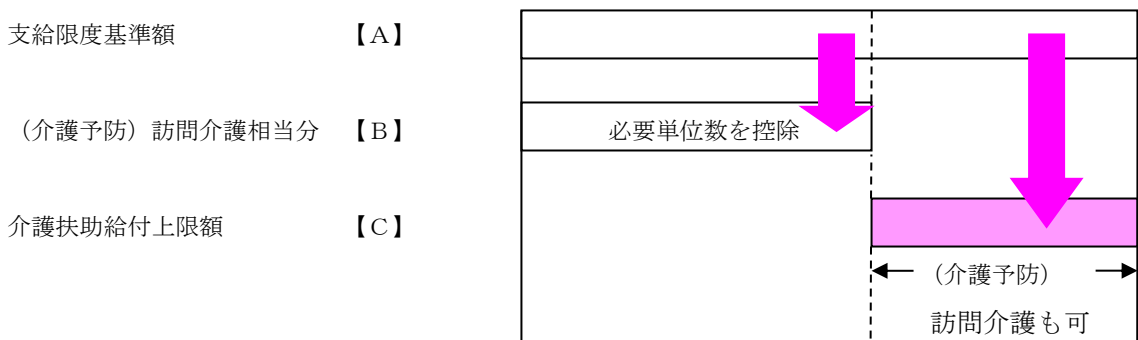 支給限度基準額 【A】
（介護予防）訪問介護相当分 【B】 必要単位数を控除
介護扶助給付上限額 【C】
（介護予防）
訪問介護も可